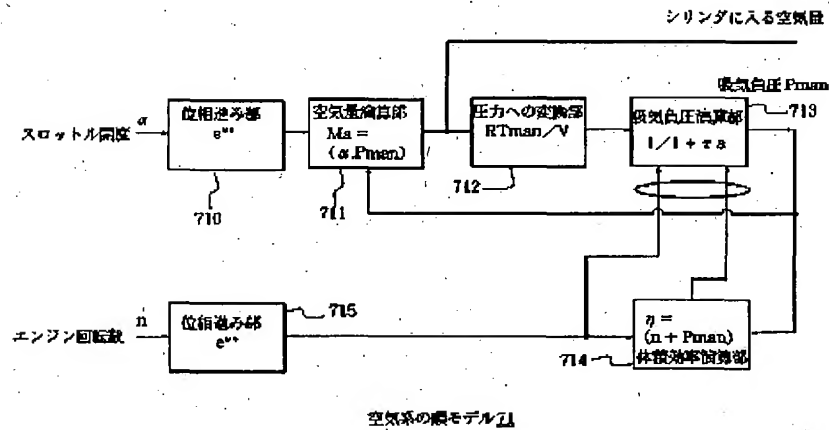 シリンダに入る空気量
吸気負圧 Pman
スロットル開度
α
位相進み部
710
空気量演算部
Ma =
(α.Pman)
711
圧力への変換部
RTman/V
712
吸気負圧演算部
1/1 + τs
713
エンジン回転数
n
位相進み部
715
η =
(n + Pman)
体積効率演算部
714
空気系の順モデル71